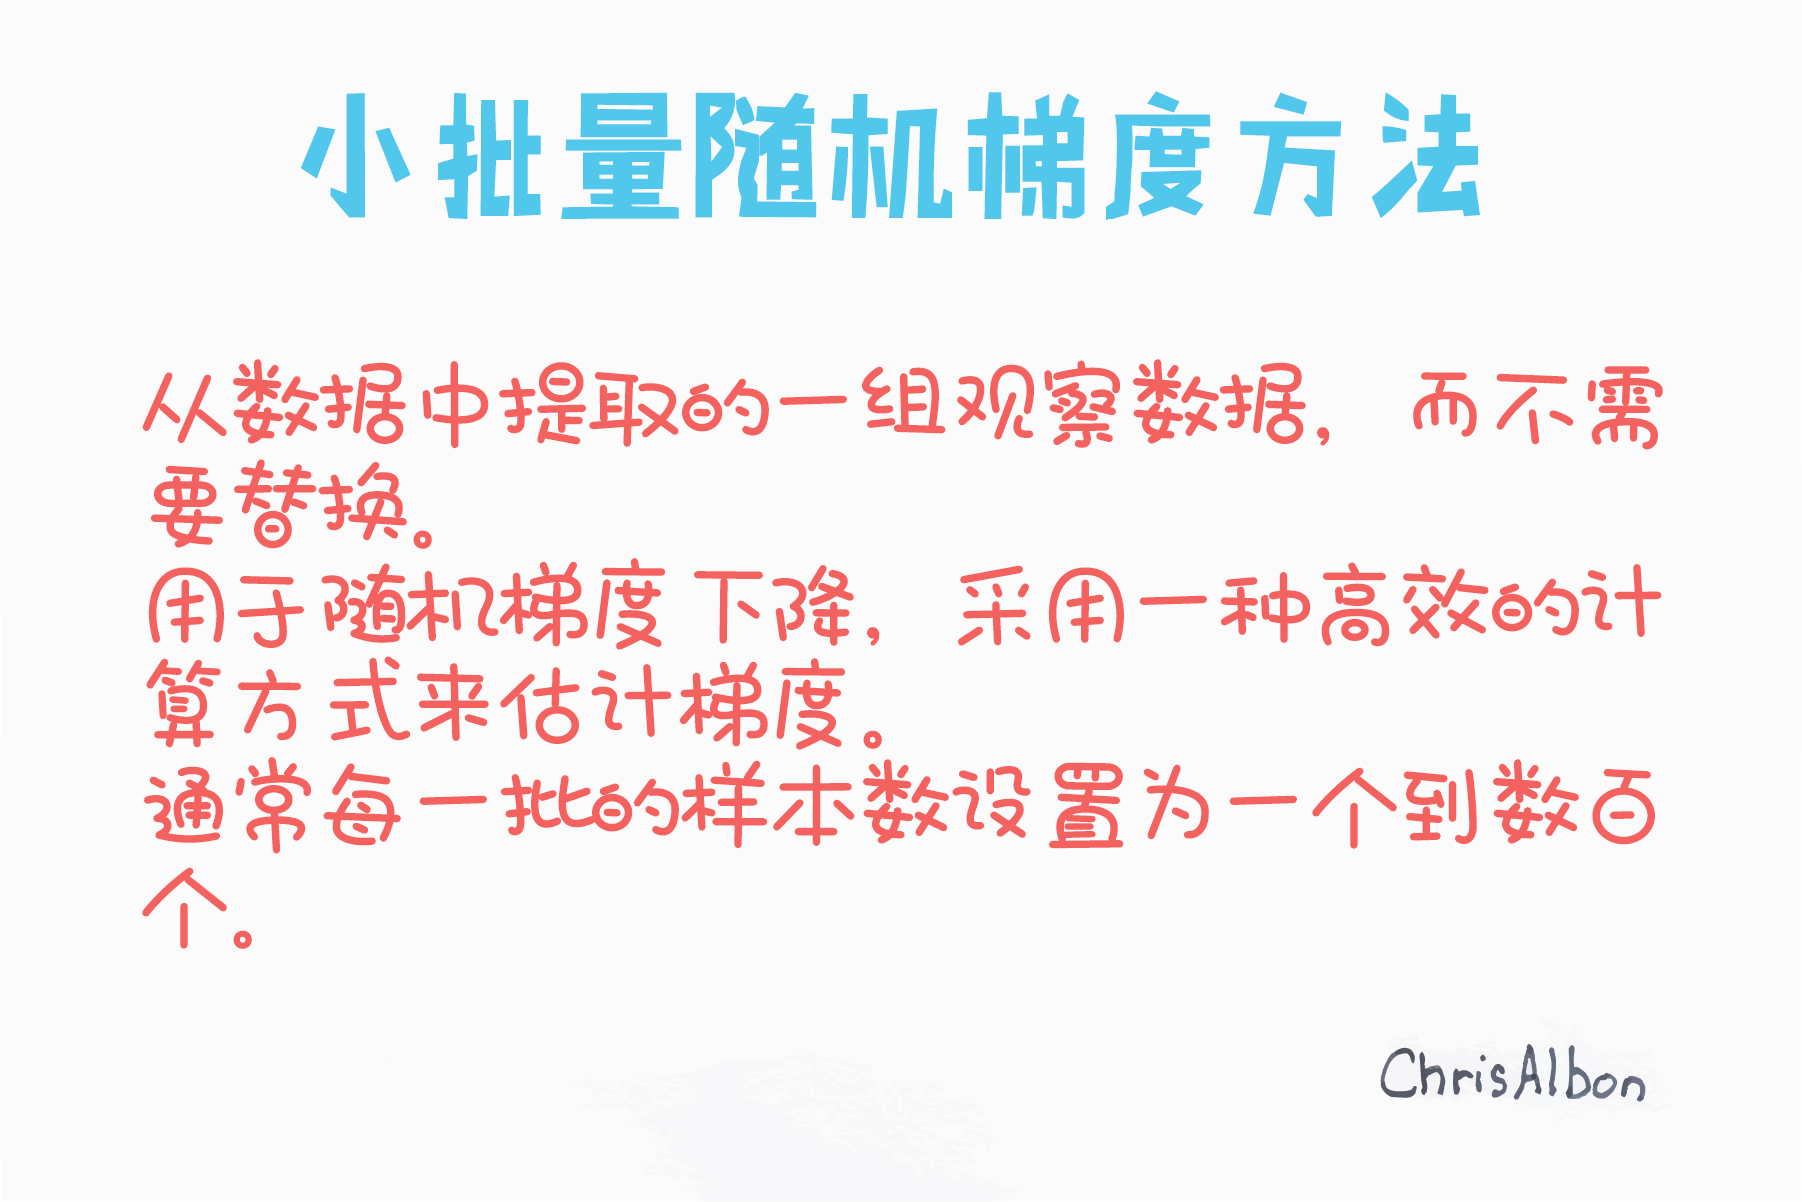 小批量随机梯度方法
从数据中提取的一组观察数据，而不需
要替换。
用于随机梯度下降，采用一种高效的计
算方式来估计梯度。
通常每一批的样本数设置为一个到数百
个。
ChrisAlbon